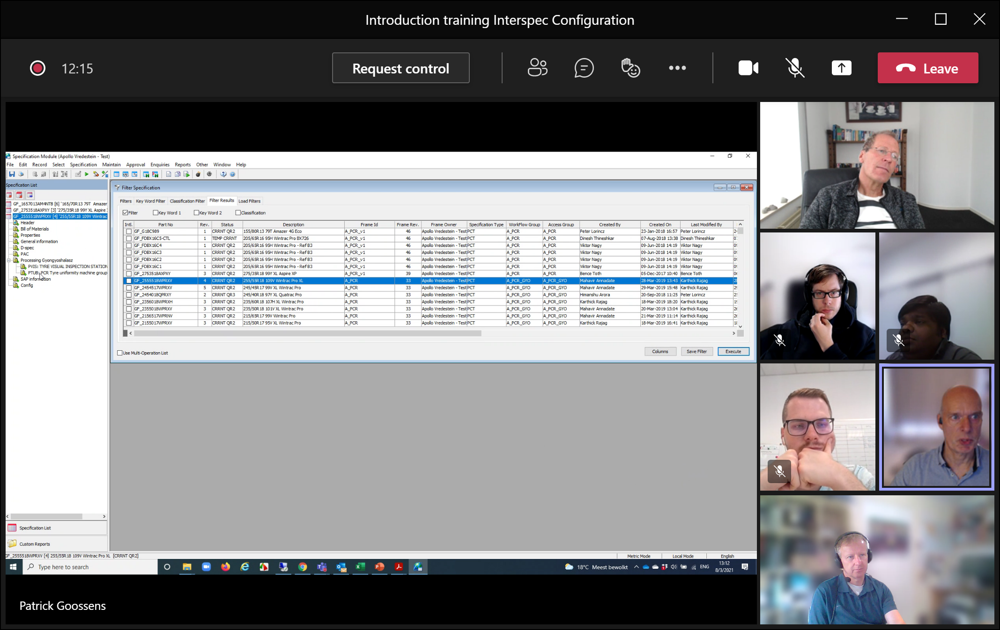 Introduction training Interspec Configuration
12:15
Request control
Leave
Specification Module (Apollo Vredestein - Test)
File Edit Record Select Specification Maintain Approval Enquiries Reports Other Window Help
Specification List
GF_1657013AM4NTB [6] '165/70R13 79T Amazer
GF_2753518AXPXY [3] '275/35R18 99Y XL Aspire
GF_2555518WPRXV [4] '255/55R18 109V Wintrac
Header
Bill of Materials
Properties
General information
D-spec
PAC
Processing Gyongyoshalasz
PVIS: TYRE VISUAL INSPECTION STATION
PTUB: PCR Tyre uniformity machine group
SAP information
Config
Filter Specification
Filters Key Word Filter Classification Filter Filter Results Load Filters
Filter Key Word 1 Key Word 2 Classification
Intl. Part No Rev. Status Description Frame Id Frame Rev. Frame Owner Specification Type WorkFlow Group Access Group Created By Created On Last Modified By
GF_G18C989 1 CRRNT QR2 155/80R13 79T Amazer 4G Eco A_PCR_v1 46 Apollo Vredestein - Test PCT A_PCR A_PCR Peter Lorincz 23-Jan-2018 16:57 Peter Lorincz
GF_FDBX16C5-CTL 1 TEMP CRRNT 205/65R16 95H Wintrac Pro BX726 A_PCR_v1 46 Apollo Vredestein - Test PCT A_PCR A_PCR Dinesh Thineshkar 07-Aug-2018 13:38 Dinesh Thineshkar
GF_FDBX16C4 1 CRRNT QR2 205/65R16 95H Wintrac Pro - Ref B3 A_PCR_v1 46 Apollo Vredestein - Test PCT A_PCR A_PCR Viktor Nagy 09-Jun-2018 14:19 Viktor Nagy
GF_FDBX16C3 1 CRRNT QR2 205/65R16 95H Wintrac Pro - Ref B3 A_PCR_v1 46 Apollo Vredestein - Test PCT A_PCR A_PCR Viktor Nagy 09-Jun-2018 14:19 Viktor Nagy
GF_FDBX16C2 1 CRRNT QR2 205/65R16 95H Wintrac Pro - Ref B3 A_PCR_v1 46 Apollo Vredestein - Test PCT A_PCR A_PCR Viktor Nagy 09-Jun-2018 14:19 Viktor Nagy
GF_FDBX16C1 1 CRRNT QR2 205/65R16 95H Wintrac Pro - Ref B3 A_PCR_v1 46 Apollo Vredestein - Test PCT A_PCR A_PCR Viktor Nagy 09-Jun-2018 14:19 Viktor Nagy
GF_2753518AXPXY 3 CRRNT QR2 275/35R18 99Y XL Aspire XP A_PCR_v1 39 Apollo Vredestein - Test PCT A_PCR A_PCR Bence Toth 05-Dec-2017 10:40 Bence Toth
GF_2555518WPRXV 4 CRRNT QR2 255/55R18 109V Wintrac Pro XL A_PCR 33 Apollo Vredestein - Test PCT A_PCR_GYO A_PCR_GYO Mahavir Annadate 28-Mar-2019 13:43 Karthick Rajag
GF_2454517WPRXV 5 CRRNT QR2 245/45R17 99V XL Wintrac Pro A_PCR 33 Apollo Vredestein - Test PCT A_PCR_GYO A_PCR_GYO Mahavir Annadate 29-Mar-2019 15:48 Karthick Rajag
GF_2454018QPRXY 2 CRRNT QR3 245/40R18 97Y XL Quatrac Pro A_PCR 33 Apollo Vredestein - Test PCT A_PCR_GYO A_PCR_GYO Himanshu Arora 20-Sep-2018 11:25 Peter Lorincz
GF_2356018WPRXH 3 CRRNT QR2 235/60R18 107H XL Wintrac Pro A_PCR 33 Apollo Vredestein - Test PCT A_PCR_GYO A_PCR_GYO Karthick Rajag 18-Mar-2019 18:20 Karthick Rajag
GF_2355018WPRXV 3 CRRNT QR2 235/50R18 101V XL Wintrac Pro A_PCR 33 Apollo Vredestein - Test PCT A_PCR_GYO A_PCR_GYO Mahavir Annadate 20-Mar-2019 13:04 Karthick Rajag
GF_2156517WPRNV 3 CRRNT QR2 215/65R17 99V Wintrac Pro A_PCR 33 Apollo Vredestein - Test PCT A_PCR_GYO A_PCR_GYO Mahavir Annadate 21-Mar-2019 11:14 Karthick Rajag
GF_2155017WPRXV 3 CRRNT QR2 215/50R17 95V XL Wintrac Pro A_PCR 33 Apollo Vredestein - Test PCT A_PCR_GYO A_PCR_GYO Karthick Rajag 18-Mar-2019 16:41 Karthick Rajag
Use Multi-Operation List
Columns Save Filter Execute
Specification List
Custom Reports
GF_2555518WPRXV [4] 255/55R18 109V Wintrac Pro XL [CRRNT QR2]
Metric Mode Local Mode English
Type here to search
18°C Meest bewolkt ENG
13:12
8/3/2021
Patrick Goossens